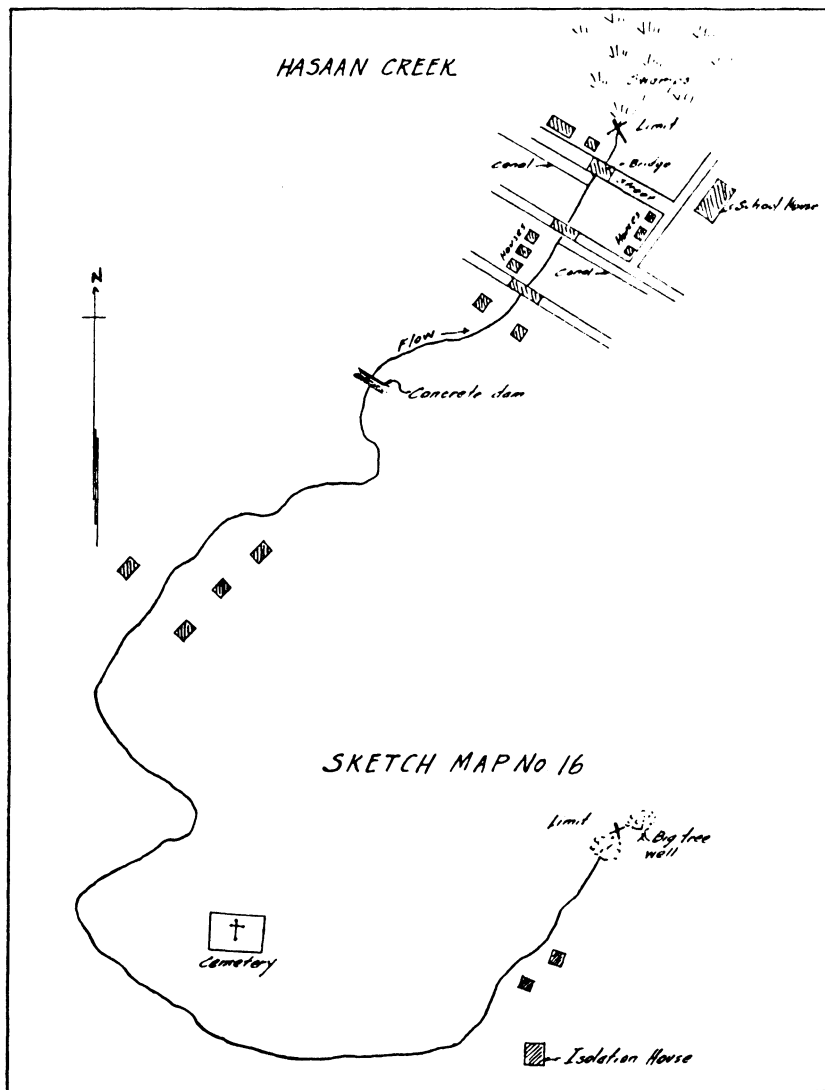 HASAAN CREEK
Swamps
Limit
Canal
Bridge
Street
School House
Houses
Houses
Canal
N
Flow
Concrete dam
SKETCH MAP No 16
Limit
Big tree
well
Cemetery
Isolation House